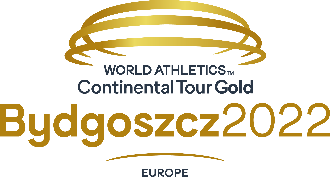 WORLD ATHLETICS™
Continental Tour Gold
Bydgoszcz2022
EUROPE